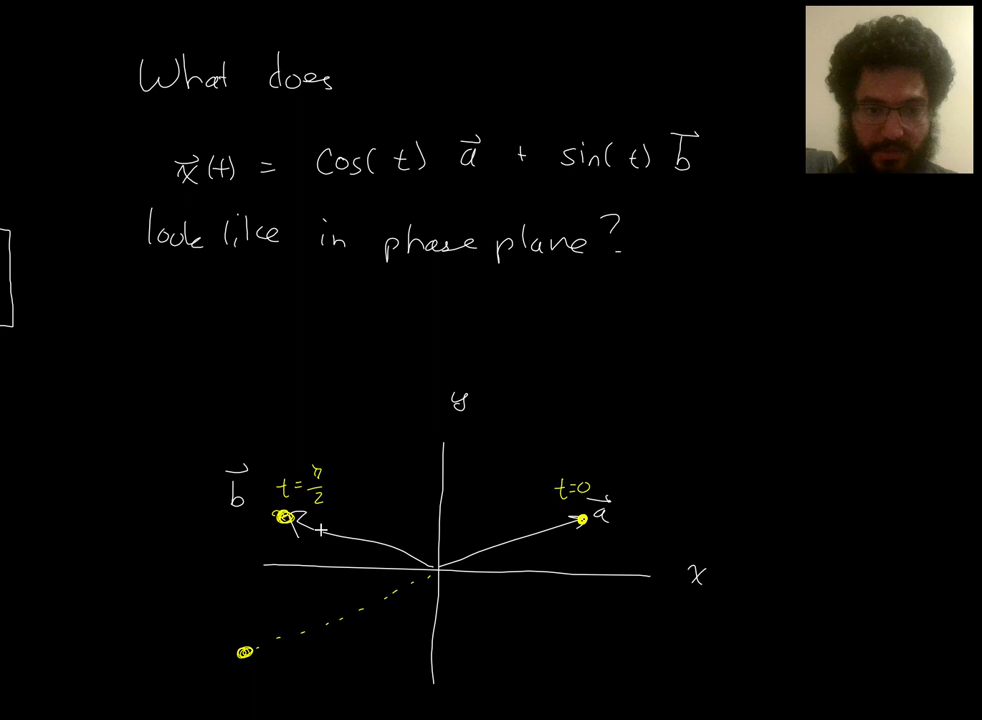 What does
x⃗(t) = cos(t) a⃗ + sin(t) b⃗
look like in phase plane?
y
b⃗
t = π/2
t=0
a⃗
x